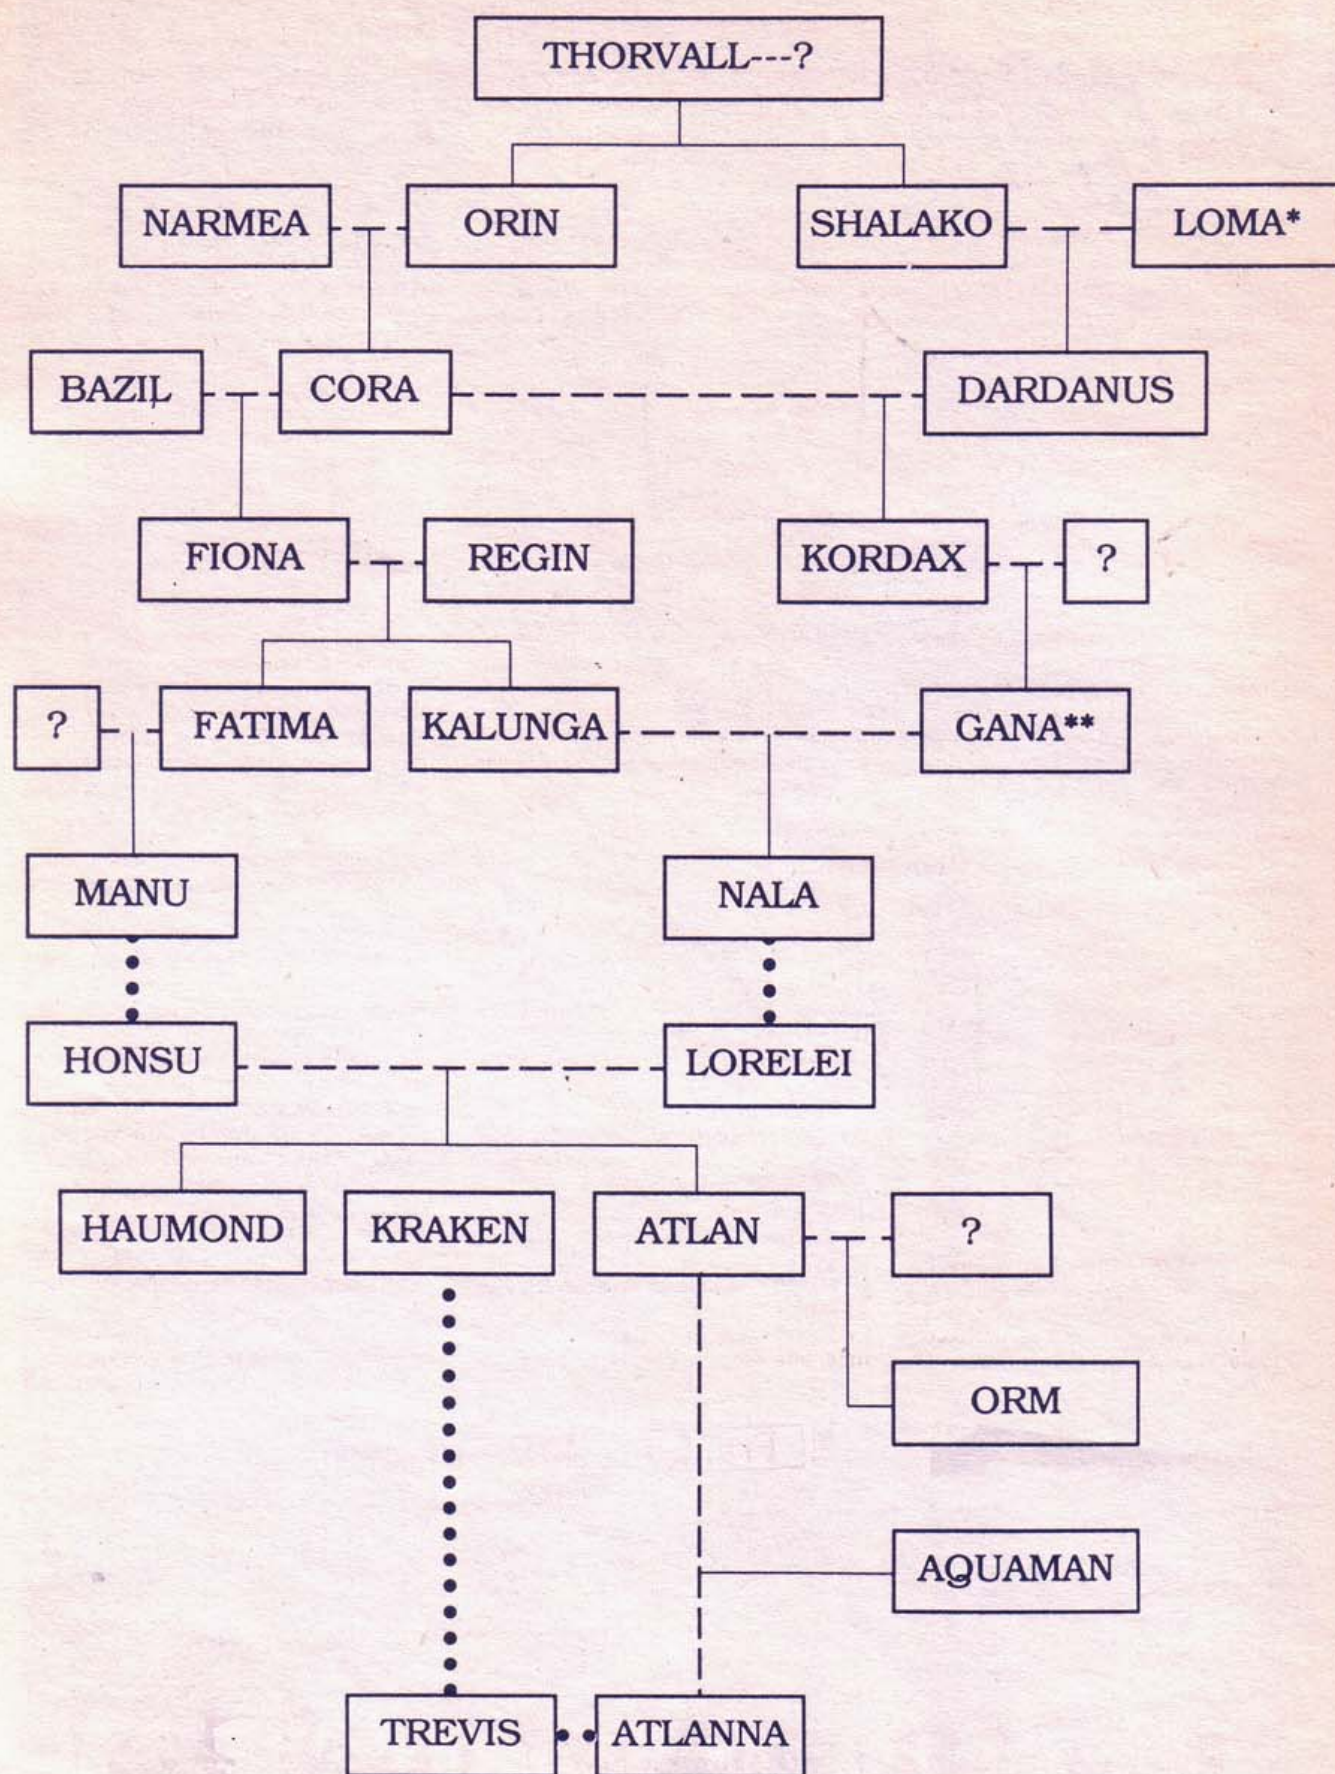 THORVALL---?
NARMEA ORIN SHALAKO LOMA*
BAZIL CORA DARDANUS
FIONA REGIN KORDAX ?
? FATIMA KALUNGA GANA**
MANU NALA
HONSU LORELEI
HAUMOND KRAKEN ATLAN ?
ORM
AQUAMAN
TREVIS ATLANNA